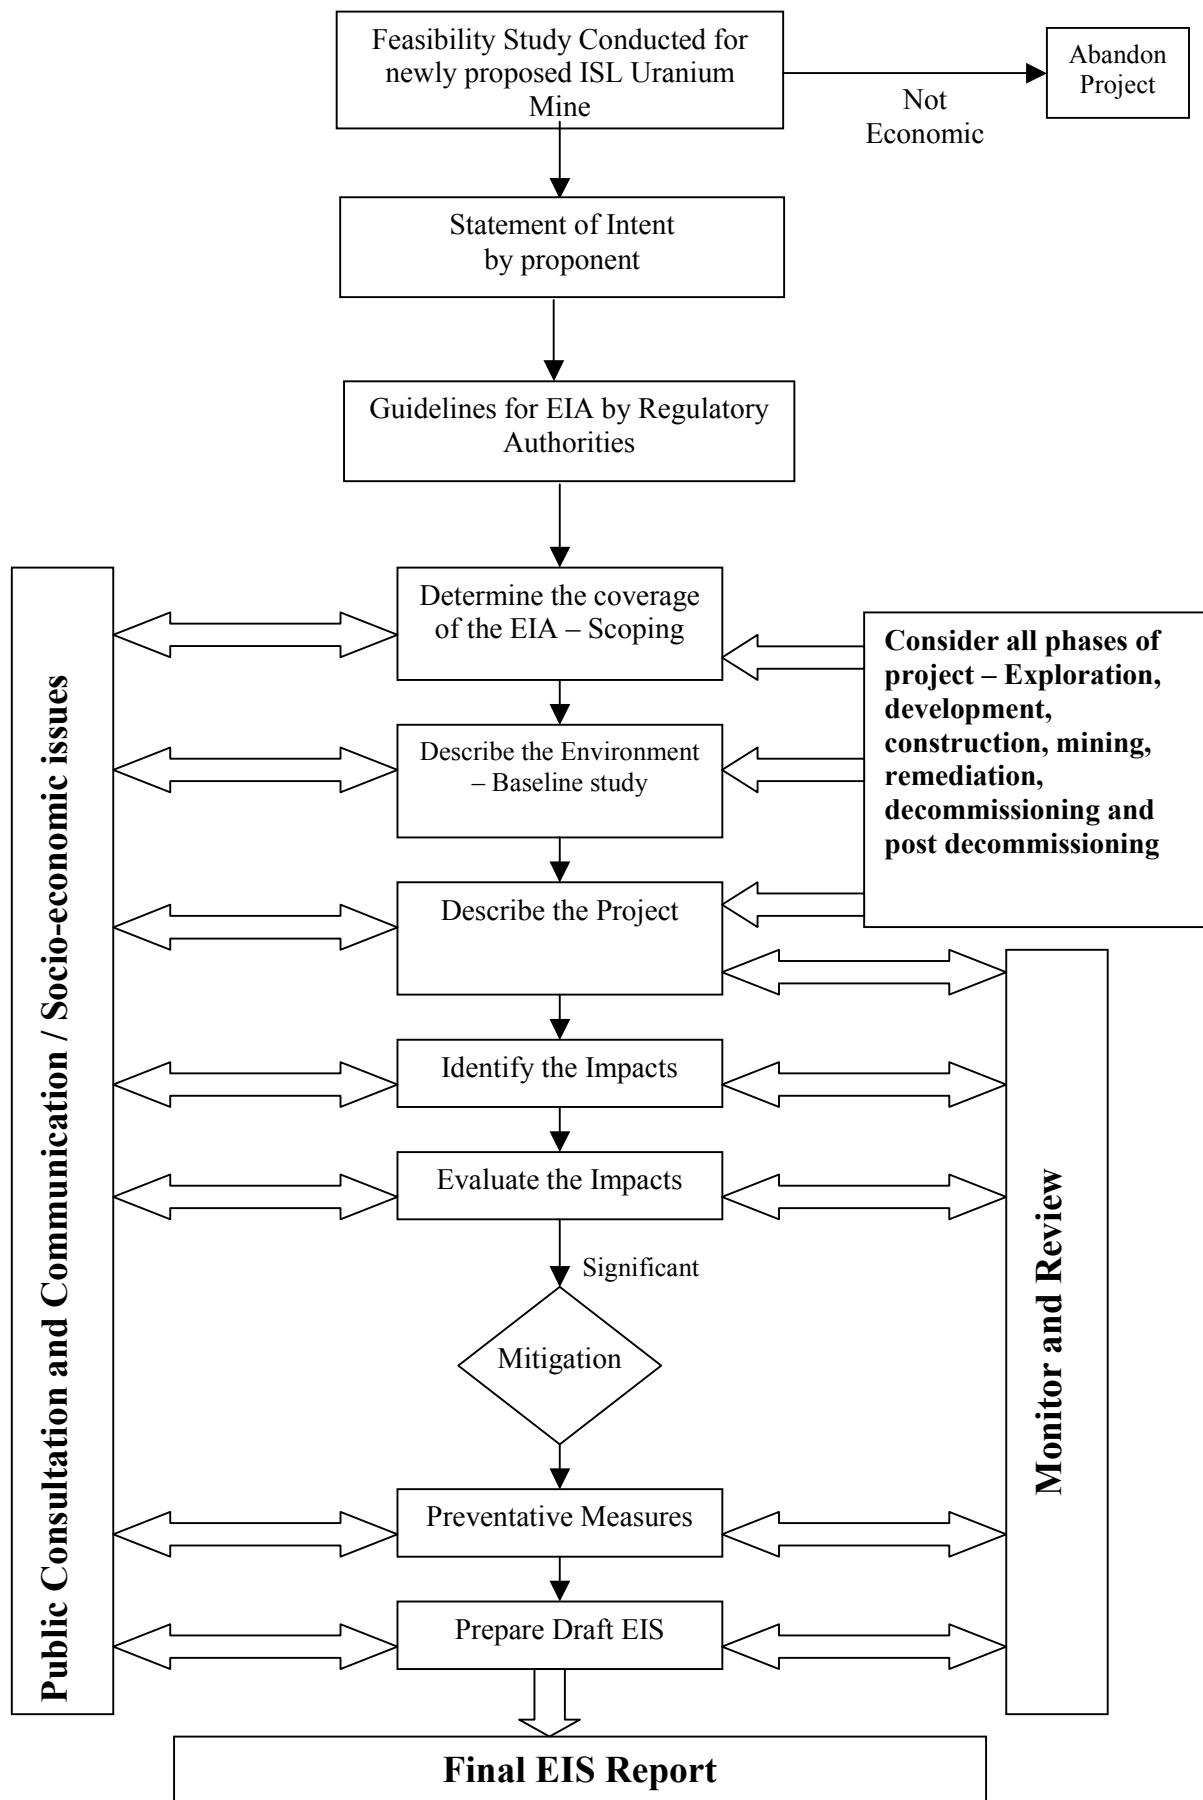 Feasibility Study Conducted for
newly proposed ISL Uranium
Mine
Abandon
Project
Not
Economic
Statement of Intent
by proponent
Guidelines for EIA by Regulatory
Authorities
Public Consultation and Communication / Socio-economic issues
Determine the coverage
of the EIA – Scoping
Consider all phases of
project – Exploration,
development,
construction, mining,
remediation,
decommissioning and
post decommissioning
Describe the Environment
– Baseline study
Describe the Project
Identify the Impacts
Evaluate the Impacts
Monitor and Review
Significant
Mitigation
Preventative Measures
Prepare Draft EIS
Final EIS Report